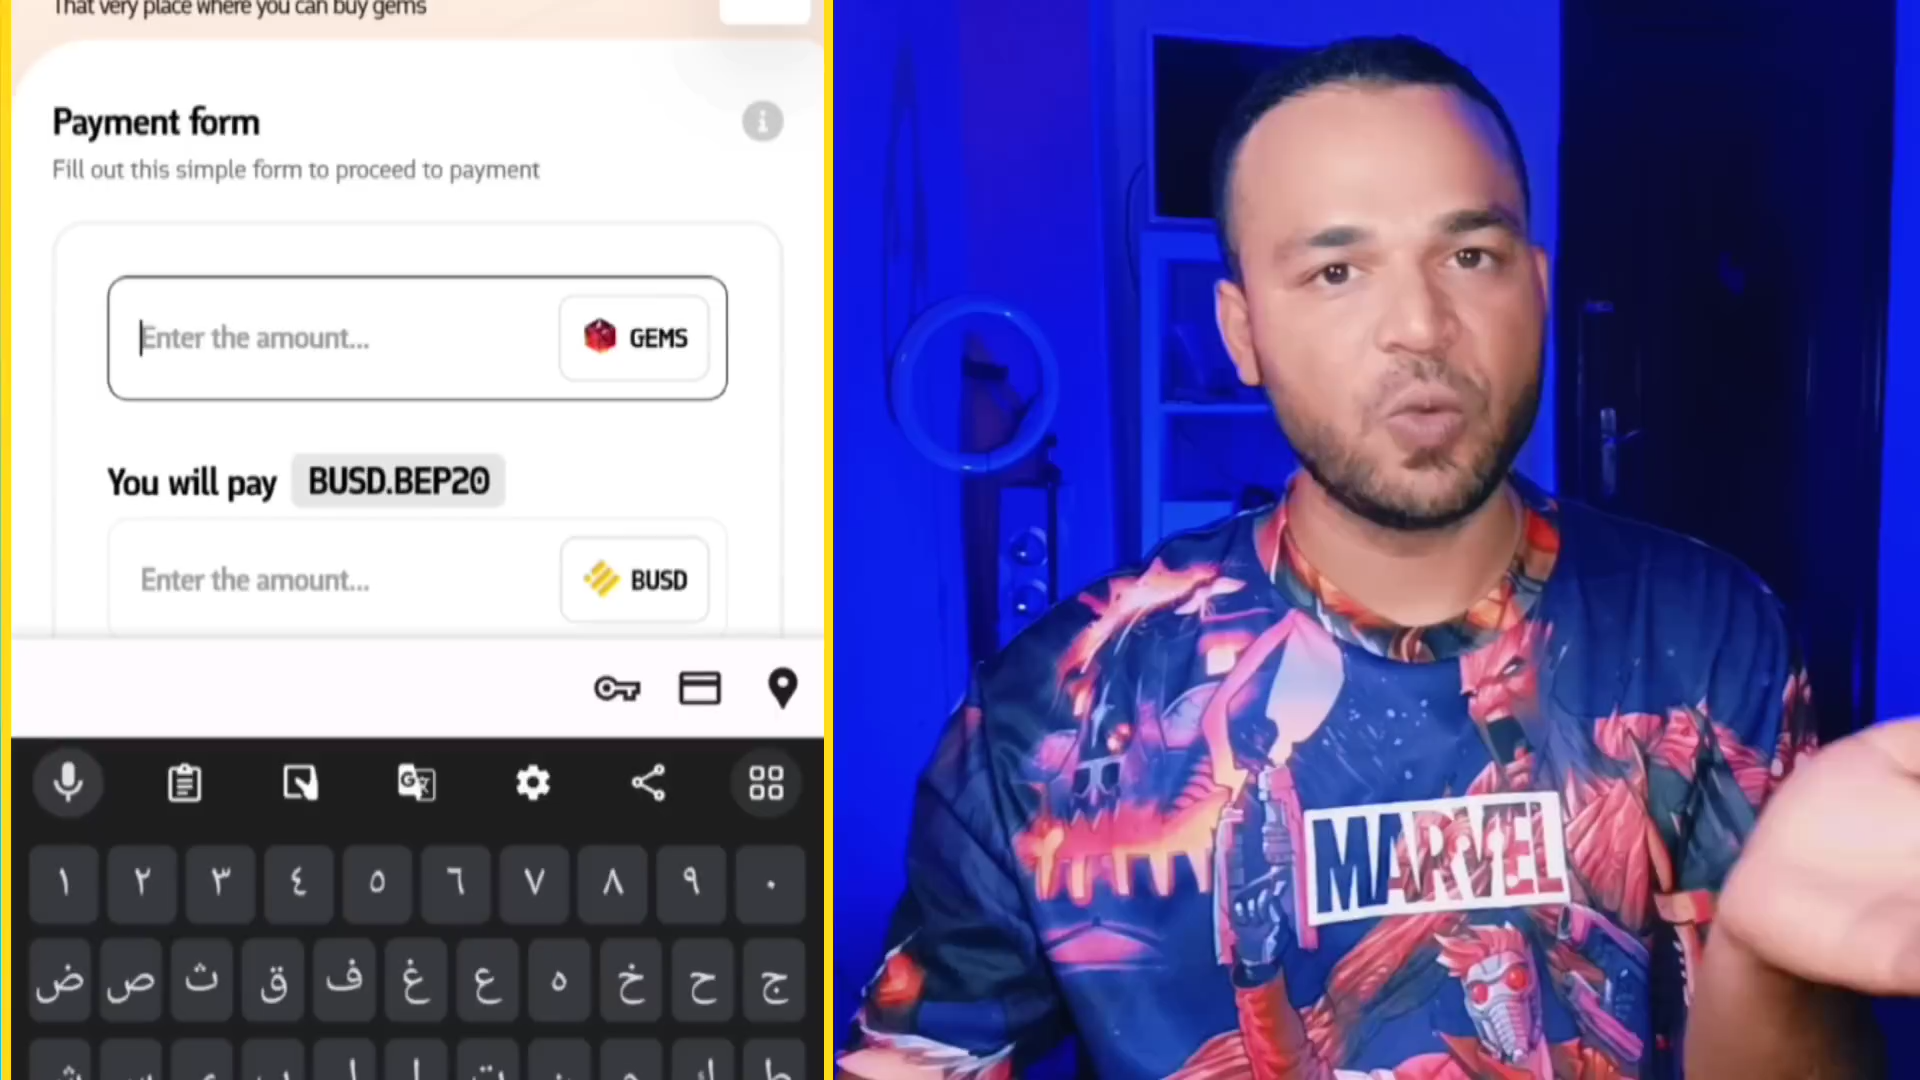 That very place where you can buy gems
Payment form
Fill out this simple form to proceed to payment
Enter the amount...
GEMS
You will pay BUSD.BEP20
Enter the amount...
BUSD
١ ٢ ٣ ٤ ٥ ٦ ٧ ٨ ٩ ٠
ض ص ث ق ف غ ع ه خ ح ج
MARVEL